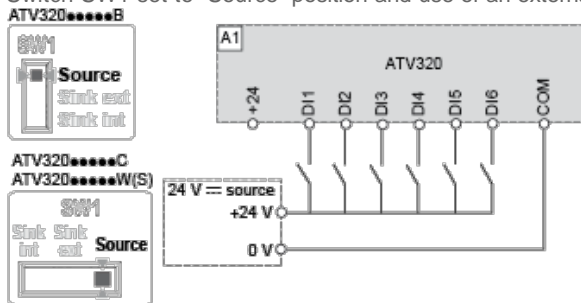 Switch SW1 set to "Source" position and use of an externa
ATV320●●●●●B
SW1
Source
Sink ext
Sink int
A1
ATV320
+24
DI1
DI2
DI3
DI4
DI5
DI6
COM
ATV320●●●●●C
ATV320●●●●●W(S)
SW1
Sink int
Sink ext
Source
24 V ⎓ source
+24 V
0 V